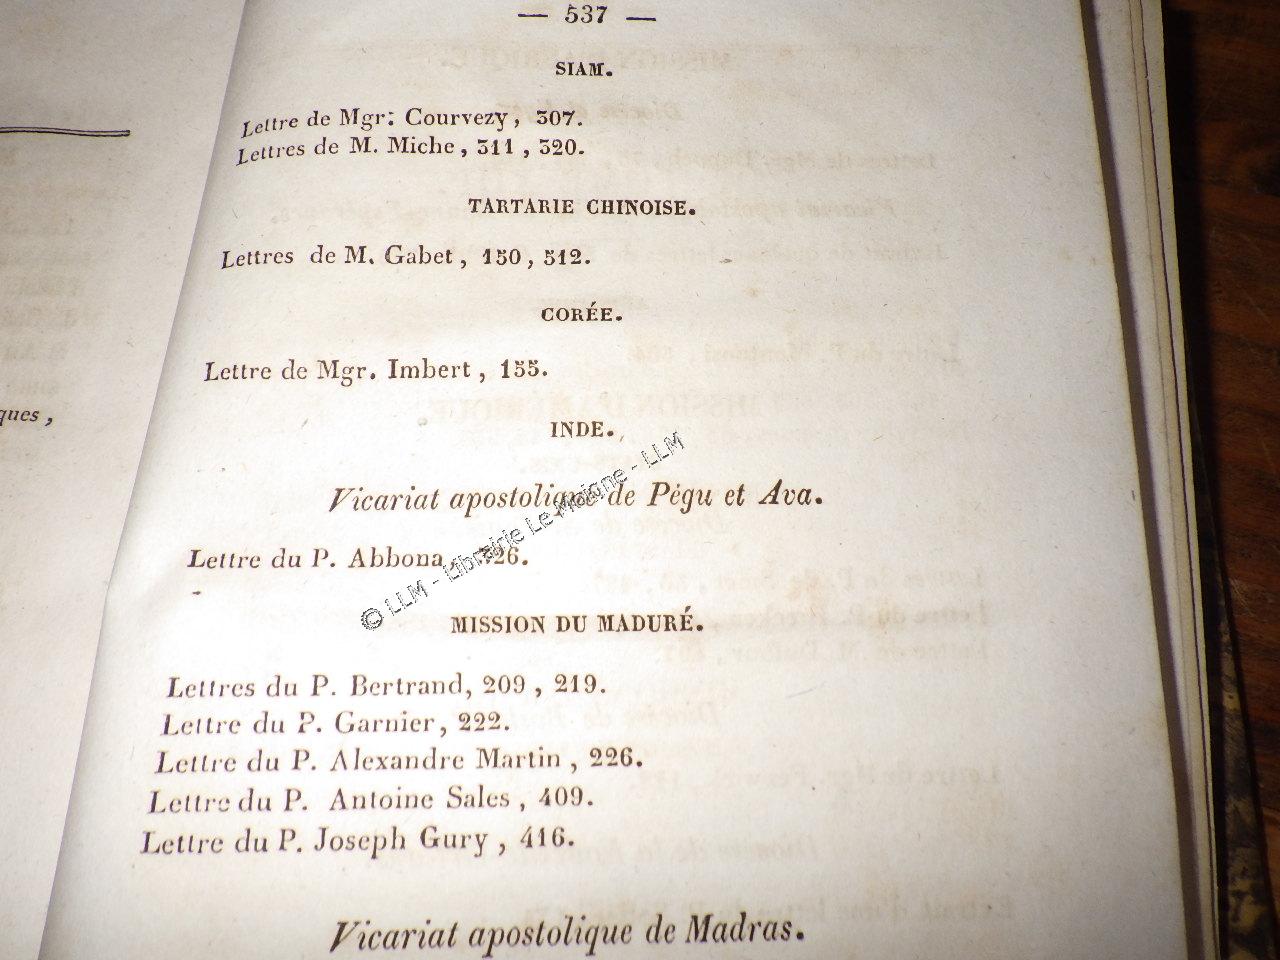 — 537 —
SIAM.
Lettre de Mgr. Courvezy, 307.
Lettres de M. Miche, 311, 320.
TARTARIE CHINOISE.
Lettres de M. Gabet, 150, 512.
CORÉE.
Lettre de Mgr. Imbert, 155.
INDE.
Vicariat apostolique de Pégu et Ava.
Lettre du P. Abbona, 26.
© LLM - Librairie Le Moigne - LLM
MISSION DU MADURÉ.
Lettres du P. Bertrand, 209, 219.
Lettre du P. Garnier, 222.
Lettre du P. Alexandre Martin, 226.
Lettre du P. Antoine Sales, 409.
Lettre du P. Joseph Gury, 416.
Vicariat apostolique de Madras.
ques,